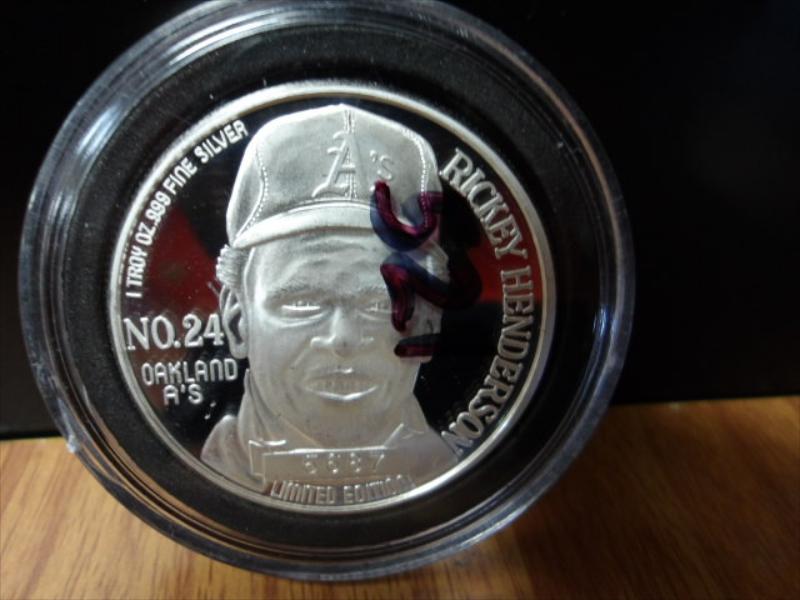 1 TROY OZ .999 FINE SILVER
A's
RICKEY HENDERSON
NO.24
OAKLAND
A'S
LIMITED EDITION